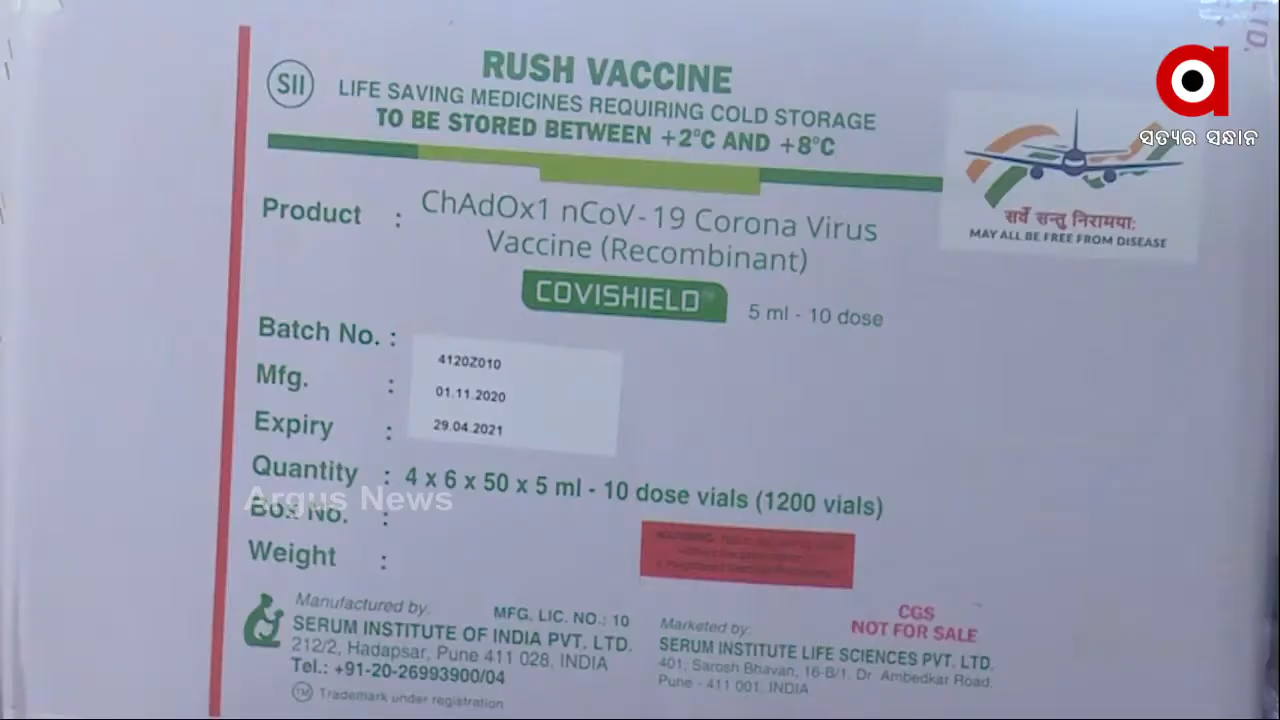 LTD.
ସତ୍ୟର ସନ୍ଧାନ
SII
RUSH VACCINE
LIFE SAVING MEDICINES REQUIRING COLD STORAGE
TO BE STORED BETWEEN +2°C AND +8°C
सर्वे सन्तु निरामयाः
MAY ALL BE FREE FROM DISEASE
Product : ChAdOx1 nCoV-19 Corona Virus
Vaccine (Recombinant)
COVISHIELD™ 5 ml - 10 dose
Batch No. : 4120Z010
Mfg. : 01.11.2020
Expiry : 29.04.2021
Quantity : 4 x 6 x 50 x 5 ml - 10 dose vials (1200 vials)
Argus News
Box No. :
Weight :
CGS
NOT FOR SALE
Manufactured by: MFG. LIC. NO.: 10
SERUM INSTITUTE OF INDIA PVT. LTD.
212/2, Hadapsar, Pune 411 028, INDIA
Tel.: +91-20-26993900/04
TM Trademark under registration
Marketed by:
SERUM INSTITUTE LIFE SCIENCES PVT. LTD.
401, Sarosh Bhavan, 16-B/1, Dr. Ambedkar Road,
Pune - 411 001, INDIA